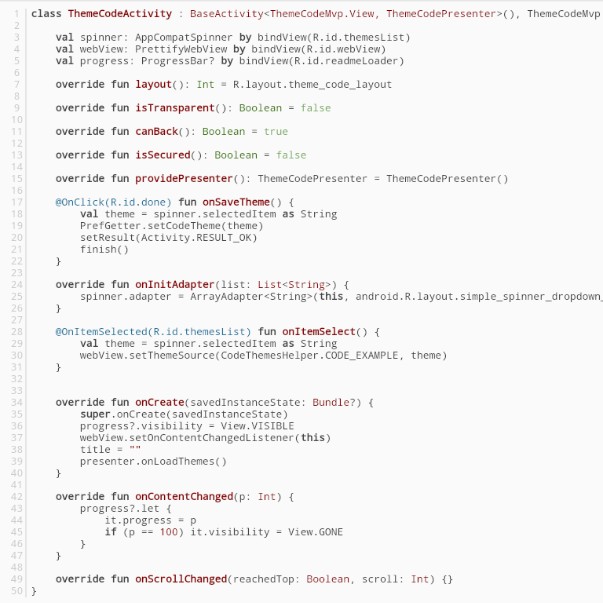 1 class ThemeCodeActivity : BaseActivity<ThemeCodeMvp.View, ThemeCodePresenter>(), ThemeCodeMvp
2
3     val spinner: AppCompatSpinner by bindView(R.id.themesList)
4     val webView: PrettifyWebView by bindView(R.id.webView)
5     val progress: ProgressBar? by bindView(R.id.readmeLoader)
6
7     override fun layout(): Int = R.layout.theme_code_layout
8
9     override fun isTransparent(): Boolean = false
10
11     override fun canBack(): Boolean = true
12
13     override fun isSecured(): Boolean = false
14
15     override fun providePresenter(): ThemeCodePresenter = ThemeCodePresenter()
16
17     @OnClick(R.id.done) fun onSaveTheme() {
18         val theme = spinner.selectedItem as String
19         PrefGetter.setCodeTheme(theme)
20         setResult(Activity.RESULT_OK)
21         finish()
22     }
23
24     override fun onInitAdapter(list: List<String>) {
25         spinner.adapter = ArrayAdapter<String>(this, android.R.layout.simple_spinner_dropdown_
26     }
27
28     @OnItemSelected(R.id.themesList) fun onItemSelect() {
29         val theme = spinner.selectedItem as String
30         webView.setThemeSource(CodeThemesHelper.CODE_EXAMPLE, theme)
31     }
32
33
34     override fun onCreate(savedInstanceState: Bundle?) {
35         super.onCreate(savedInstanceState)
36         progress?.visibility = View.VISIBLE
37         webView.setOnContentChangedListener(this)
38         title = ""
39         presenter.onLoadThemes()
40     }
41
42     override fun onContentChanged(p: Int) {
43         progress?.let {
44             it.progress = p
45             if (p == 100) it.visibility = View.GONE
46         }
47     }
48
49     override fun onScrollChanged(reachedTop: Boolean, scroll: Int) {}
50 }